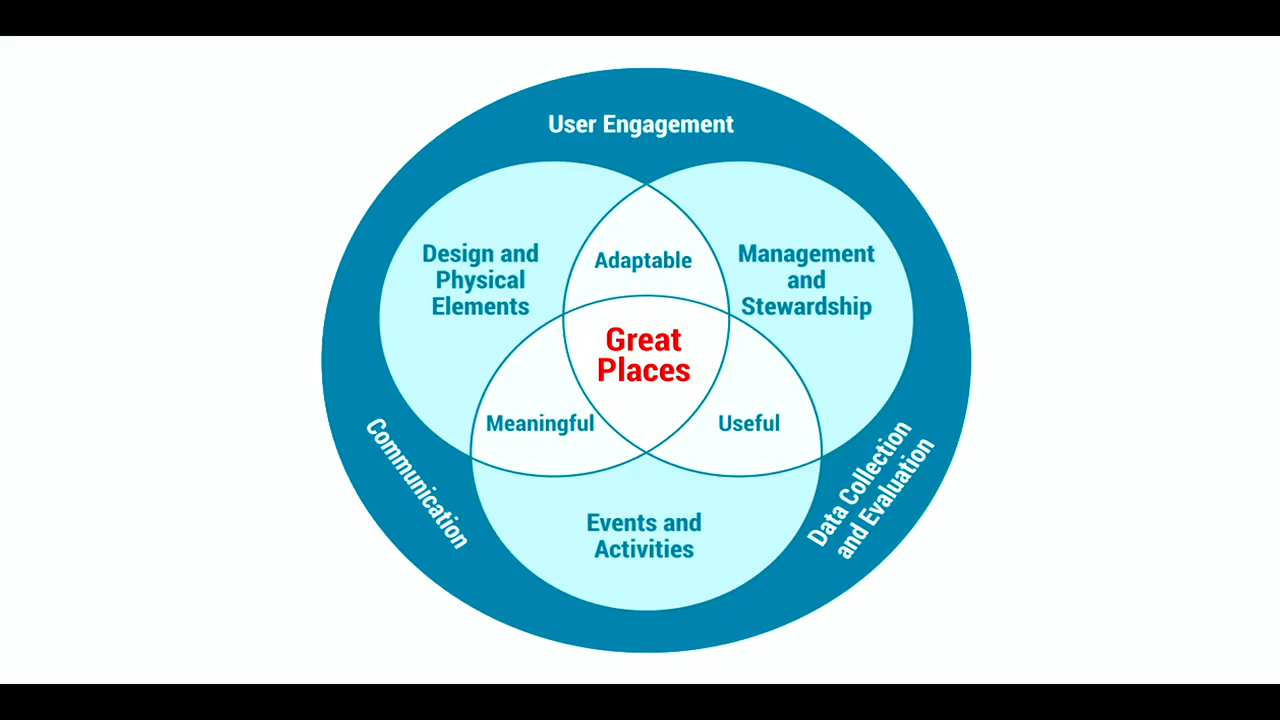 User Engagement
Design and
Physical
Elements
Adaptable
Management
and
Stewardship
Great
Places
Meaningful
Useful
Communication
Data Collection
and Evaluation
Events and
Activities